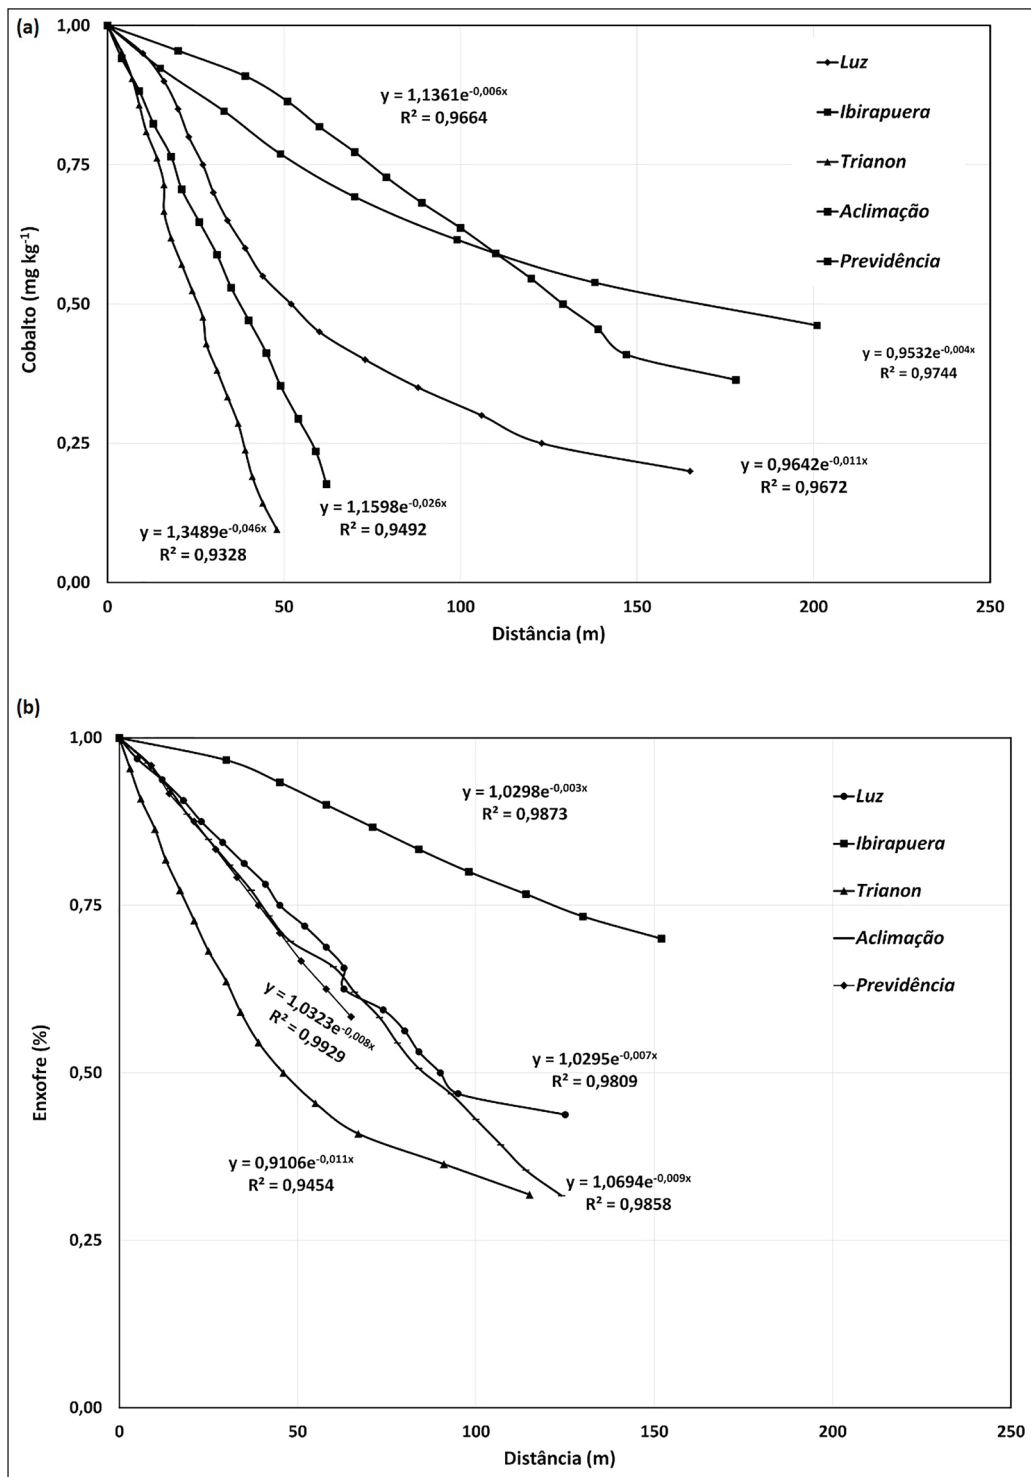 (a)
1,00
0,75
0,50
0,25
0,00
Cobalto (mg kg-1)
y = 1,1361e-0,006x
R² = 0,9664
Luz
Ibirapuera
Trianon
Aclimação
Previdência
y = 0,9532e-0,004x
R² = 0,9744
y = 0,9642e-0,011x
R² = 0,9672
y = 1,1598e-0,026x
R² = 0,9492
y = 1,3489e-0,046x
R² = 0,9328
0 50 100 150 200 250
Distância (m)
(b)
1,00
0,75
0,50
0,25
0,00
Enxofre (%)
y = 1,0298e-0,003x
R² = 0,9873
Luz
Ibirapuera
Trianon
Aclimação
Previdência
y = 1,0323e-0,008x
R² = 0,9929
y = 1,0295e-0,007x
R² = 0,9809
y = 0,9106e-0,011x
R² = 0,9454
y = 1,0694e-0,009x
R² = 0,9858
0 50 100 150 200 250
Distância (m)